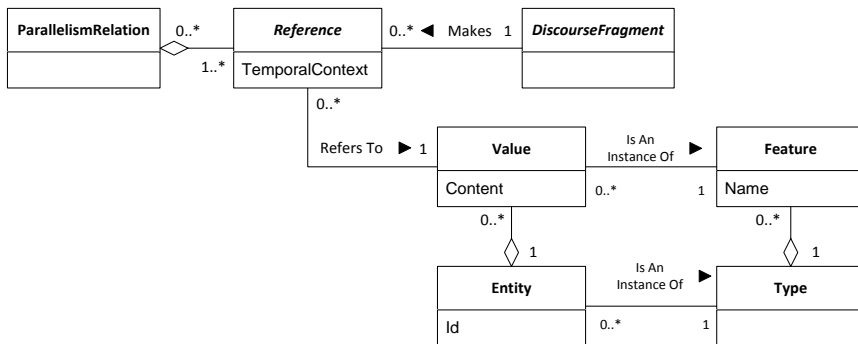 ParallelismRelation
0..*
1..*
Reference
TemporalContext
0..*
Makes
1
DiscourseFragment
0..*
Refers To
1
Value
Content
Is An
Instance Of
0..*
1
Feature
Name
0..*
1
0..*
1
Entity
Id
Is An
Instance Of
0..*
1
Type